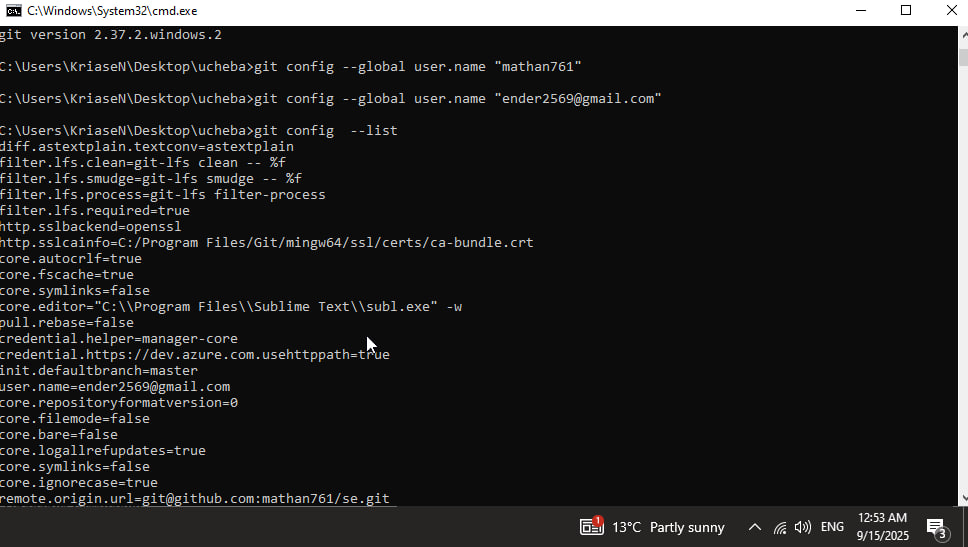 C:\Windows\System32\cmd.exe
git version 2.37.2.windows.2
C:\Users\KriaseN\Desktop\ucheba>git config --global user.name "mathan761"
C:\Users\KriaseN\Desktop\ucheba>git config --global user.name "ender2569@gmail.com"
C:\Users\KriaseN\Desktop\ucheba>git config  --list
diff.astextplain.textconv=astextplain
filter.lfs.clean=git-lfs clean -- %f
filter.lfs.smudge=git-lfs smudge -- %f
filter.lfs.process=git-lfs filter-process
filter.lfs.required=true
http.sslbackend=openssl
http.sslcainfo=C:/Program Files/Git/mingw64/ssl/certs/ca-bundle.crt
core.autocrlf=true
core.fscache=true
core.symlinks=false
core.editor="C:\\Program Files\\Sublime Text\\subl.exe" -w
pull.rebase=false
credential.helper=manager-core
credential.https://dev.azure.com.usehttppath=true
init.defaultbranch=master
user.name=ender2569@gmail.com
core.repositoryformatversion=0
core.filemode=false
core.bare=false
core.logallrefupdates=true
core.symlinks=false
core.ignorecase=true
remote.origin.url=git@github.com:mathan761/se.git
1
13°C Partly sunny
ENG
12:53 AM
9/15/2025
3